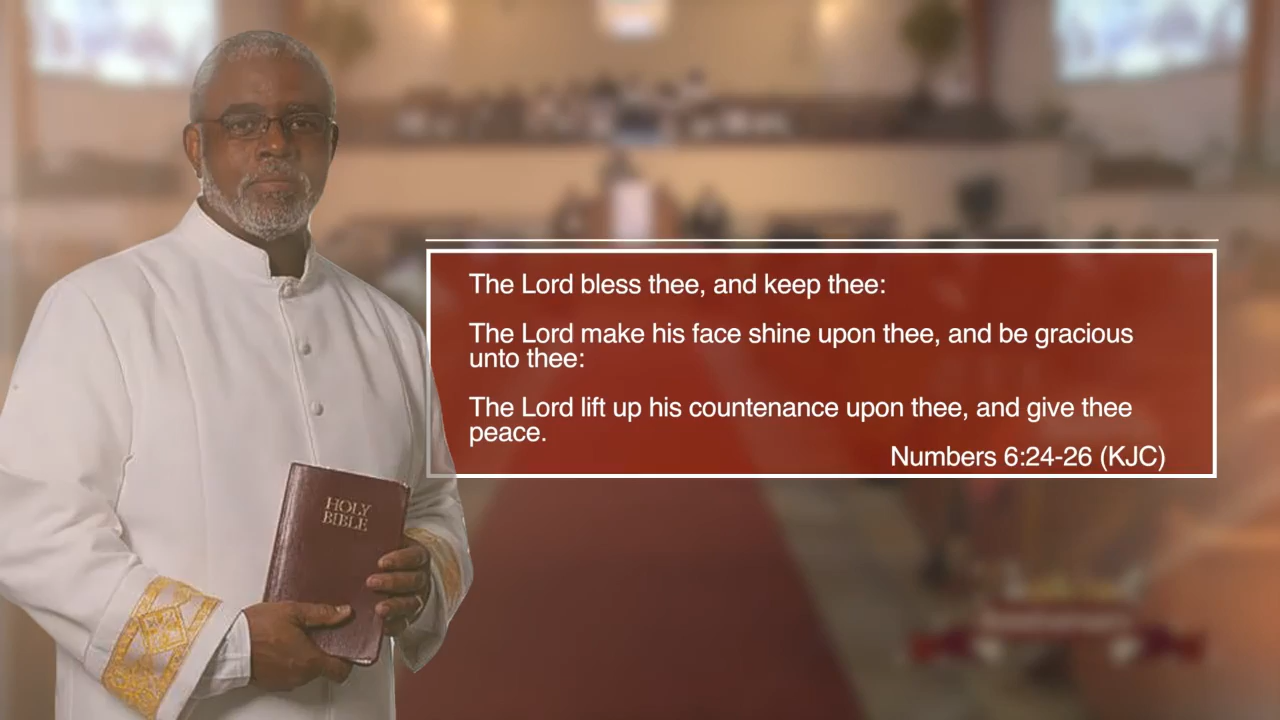 The Lord bless thee, and keep thee:
The Lord make his face shine upon thee, and be gracious
unto thee:
The Lord lift up his countenance upon thee, and give thee
peace.
Numbers 6:24-26 (KJC)
HOLY
BIBLE